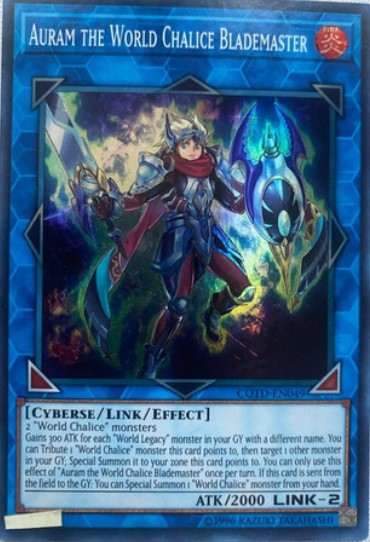 AURAM THE WORLD CHALICE BLADEMASTER
FIRE
炎
COTD-EN049
[CYBERSE/LINK/EFFECT]
2 "World Chalice" monsters
Gains 300 ATK for each "World Legacy" monster in your GY with a different name. You
can Tribute 1 "World Chalice" monster this card points to, then target 1 other monster
in your GY; Special Summon it to your zone this card points to. You can only use this
effect of "Auram the World Chalice Blademaster" once per turn. If this card is sent from
the field to the GY: You can Special Summon 1 "World Chalice" monster from your hand.
ATK/2000 LINK-2
©1996 KAZUKI TAKAHASHI